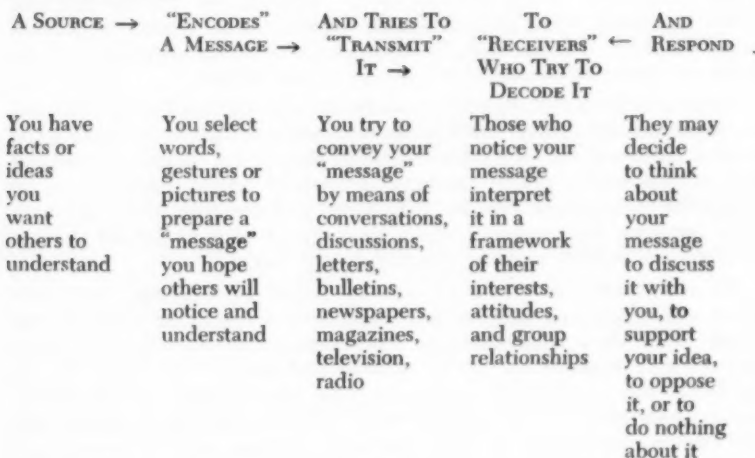 A SOURCE → "ENCODES" A MESSAGE → AND TRIES TO "TRANSMIT" IT → TO "RECEIVERS" ← WHO TRY TO DECODE IT AND RESPOND
You have
facts or
ideas
you
want
others to
understand
You select
words,
gestures or
pictures to
prepare a
"message"
you hope
others will
notice and
understand
You try to
convey your
"message"
by means of
conversations,
discussions,
letters,
bulletins,
newspapers,
magazines,
television,
radio
Those who
notice your
message
interpret
it in a
framework
of their
interests,
attitudes,
and group
relationships
They may
decide
to think
about
your
message
to discuss
it with
you, to
support
your idea,
to oppose
it, or to
do nothing
about it